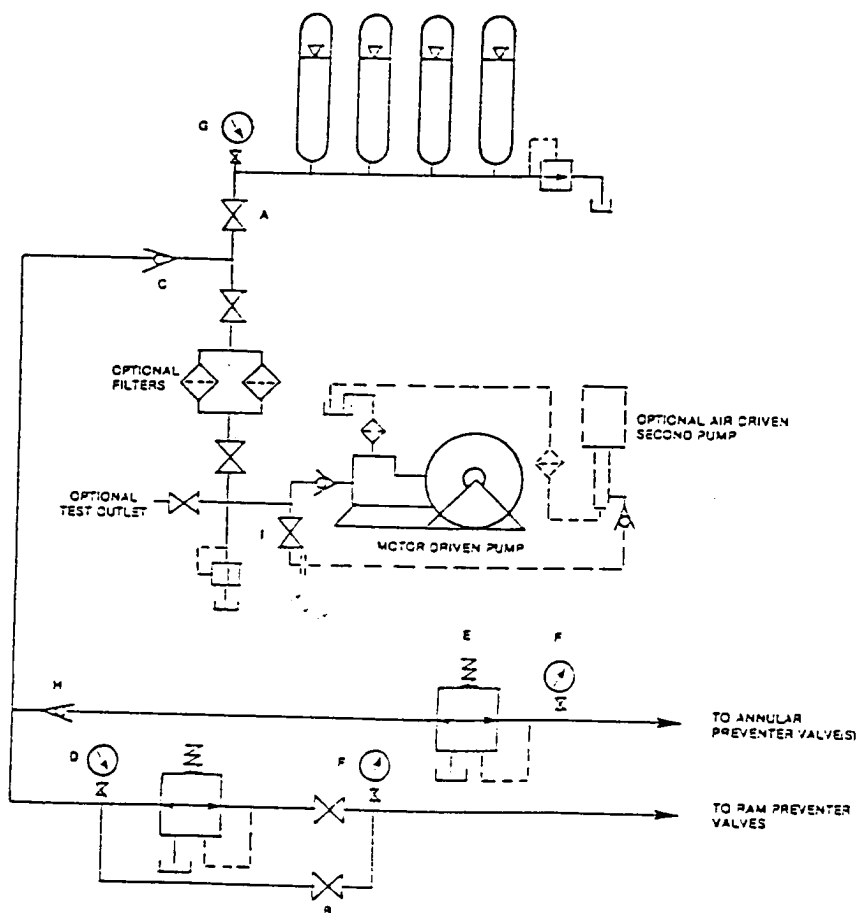 G
A
C
OPTIONAL
FILTERS
OPTIONAL AIR DRIVEN
SECOND PUMP
OPTIONAL
TEST OUTLET
I
MOTOR DRIVEN PUMP
E
F
H
TO ANNULAR
PREVENTER VALVE(S)
D
F
TO RAM PREVENTER
VALVES
B